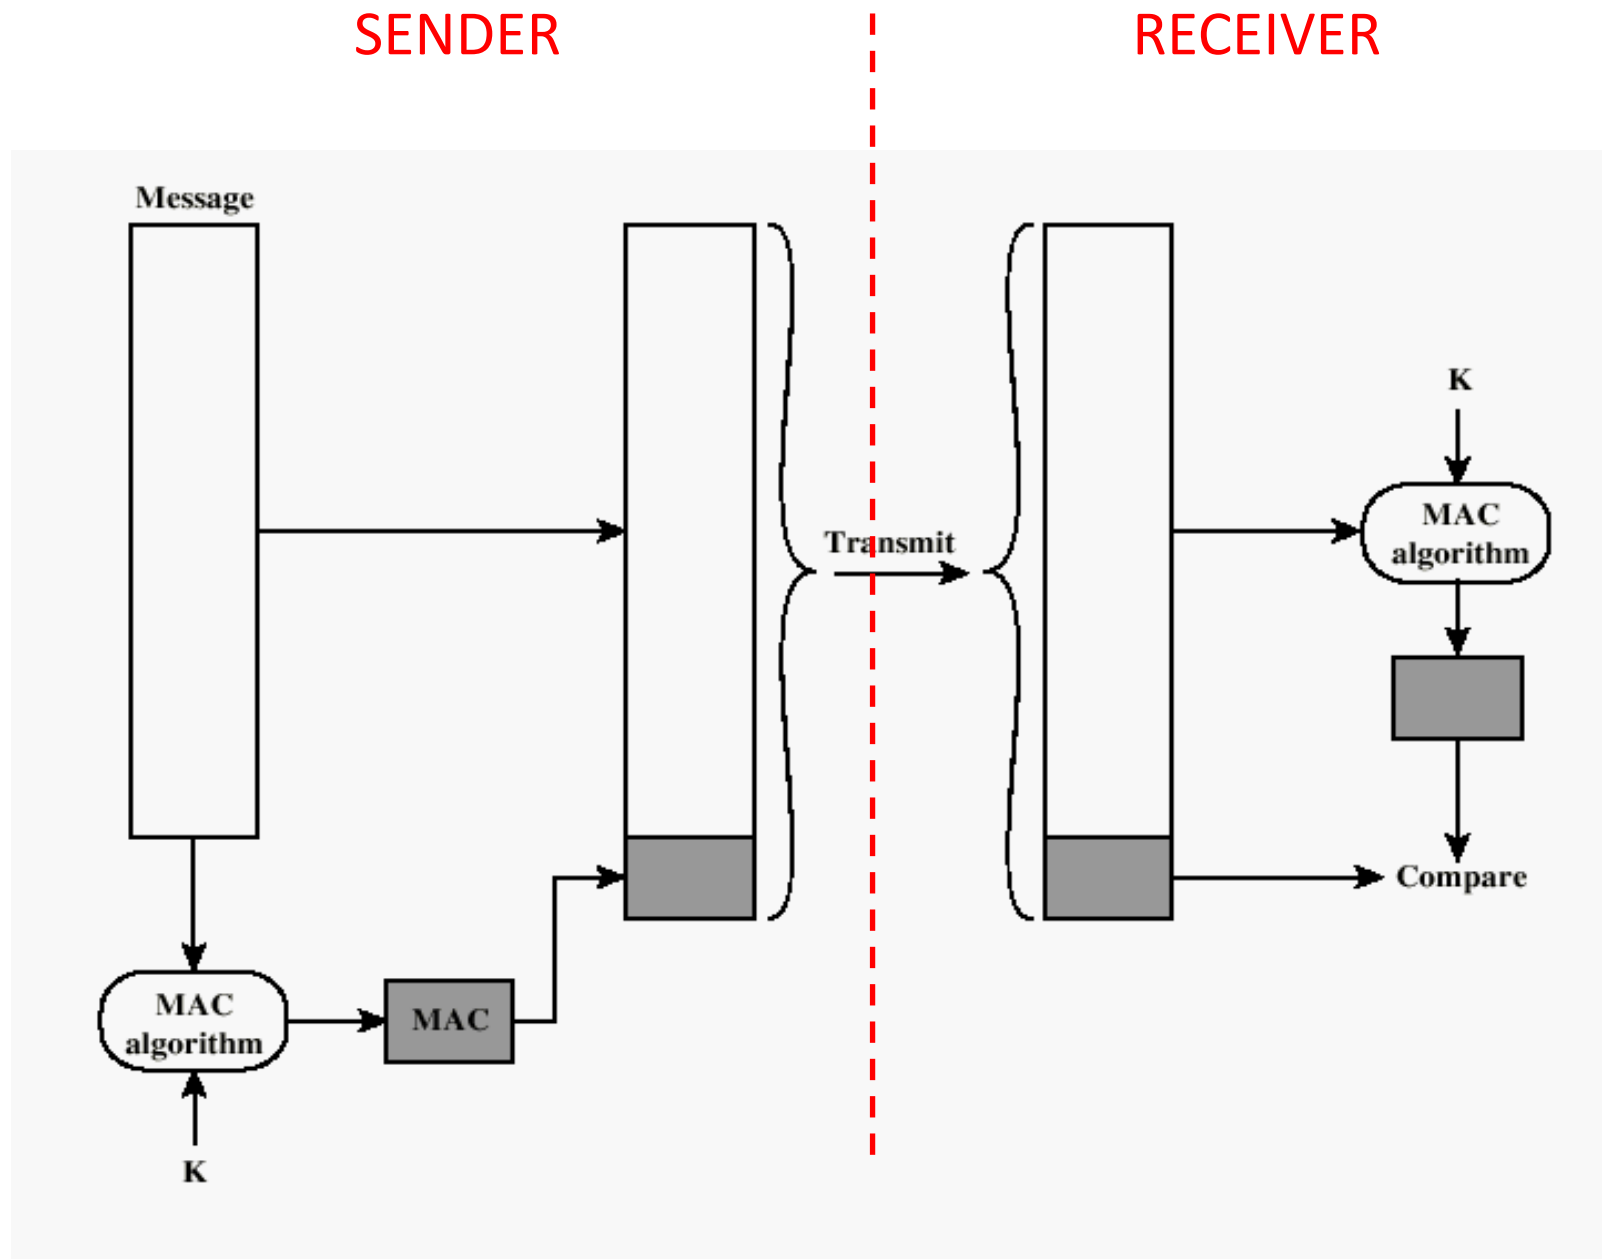 SENDER
RECEIVER
Message
K
MAC
algorithm
Transmit
Compare
MAC
algorithm
MAC
K